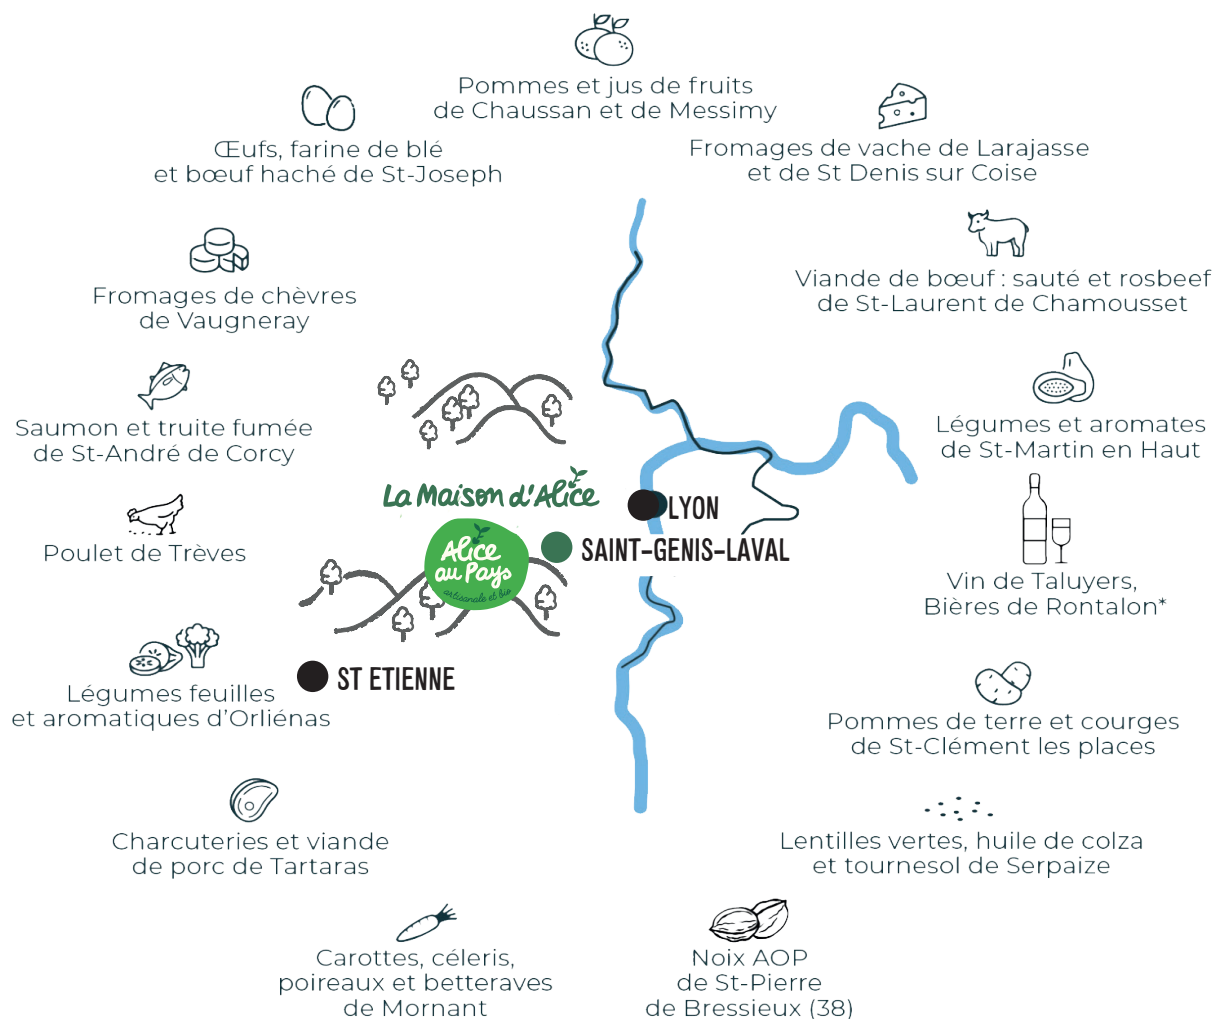 Pommes et jus de fruits
de Chaussan et de Messimy
Œufs, farine de blé
et bœuf haché de St-Joseph
Fromages de vache de Larajasse
et de St Denis sur Coise
Fromages de chèvres
de Vaugneray
Viande de bœuf : sauté et rosbeef
de St-Laurent de Chamousset
Saumon et truite fumée
de St-André de Corcy
Légumes et aromates
de St-Martin en Haut
La Maison d'Alice
LYON
Alice
au Pays
artisanale et bio
SAINT-GENIS-LAVAL
Poulet de Trèves
Vin de Taluyers,
Bières de Rontalon*
ST ETIENNE
Légumes feuilles
et aromatiques d'Orliénas
Pommes de terre et courges
de St-Clément les places
Charcuteries et viande
de porc de Tartaras
Lentilles vertes, huile de colza
et tournesol de Serpaize
Carottes, céleris,
poireaux et betteraves
de Mornant
Noix AOP
de St-Pierre
de Bressieux (38)